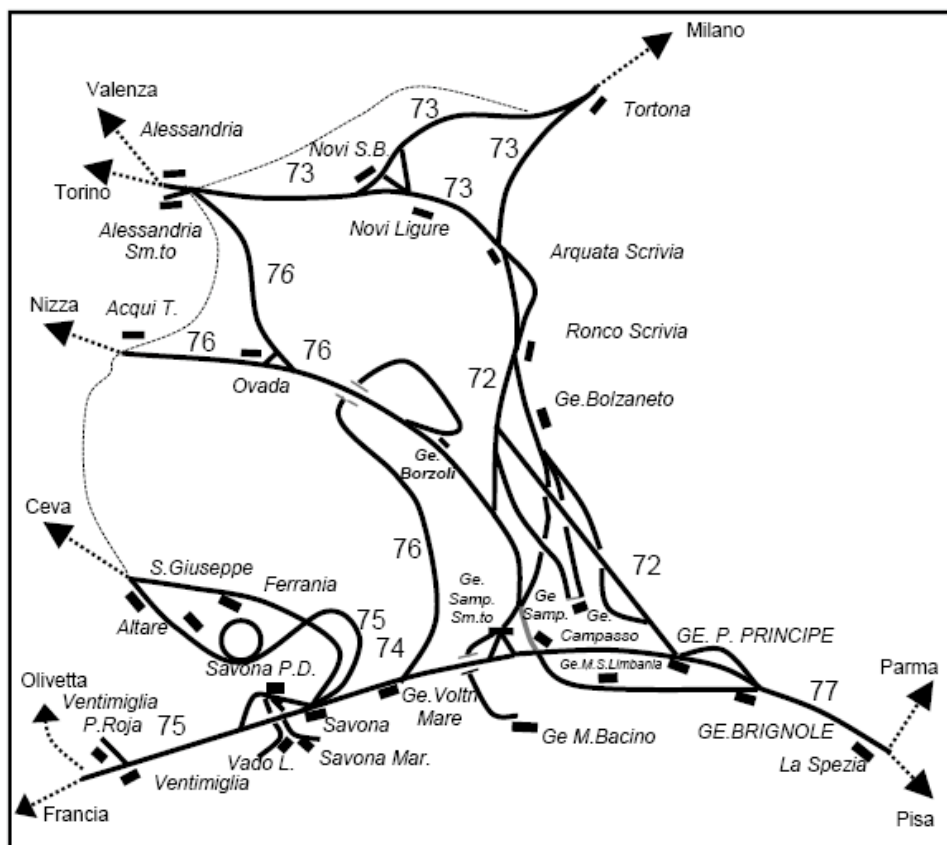 Milano
Valenza
Alessandria
73
Tortona
Novi S.B.
73
Torino
73
73
Alessandria
Sm.to
Novi Ligure
Arquata Scrivia
76
Nizza
Acqui T.
Ronco Scrivia
76
76
72
Ovada
Ge.Bolzaneto
Ge.
Borzoli
Ceva
76
S.Giuseppe
Ferrania
Ge.
Samp.
Sm.to
Ge
Samp.
Ge.
Campasso
72
75
Altare
74
GE. P. PRINCIPE
Savona P.D.
Ge.M.S.Limbania
Parma
Olivetta
Ventimiglia
P.Roja
75
Ge.Voltri
Mare
77
Savona
Ge M.Bacino
GE.BRIGNOLE
Vado L.
Savona Mar.
La Spezia
Ventimiglia
Francia
Pisa